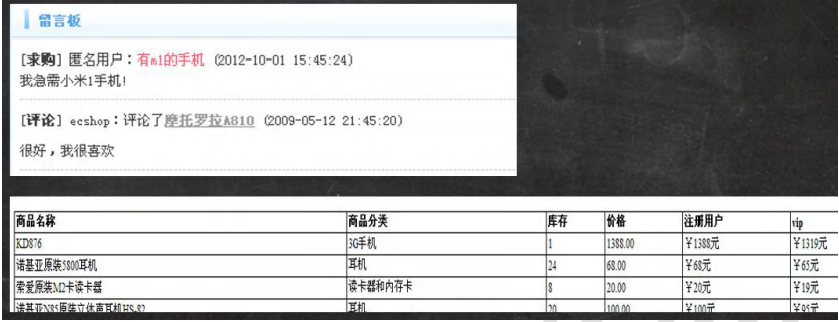 留言板
[求购] 匿名用户：有m1的手机 (2012-10-01 15:45:24)
我急需小米1手机!
[评论] ecshop：评论了摩托罗拉A810 (2009-05-12 21:45:20)
很好，我很喜欢
商品名称 商品分类 库存 价格 注册用户 vip
KD876 3G手机 1 1388.00 ￥1388元 ￥1319元
诺基亚原装5800耳机 耳机 24 68.00 ￥68元 ￥65元
索爱原装M2卡读卡器 读卡器和内存卡 8 20.00 ￥20元 ￥19元
诺基亚N85原装立体声耳机HS-82 耳机 20 100.00 ￥100元 ￥95元